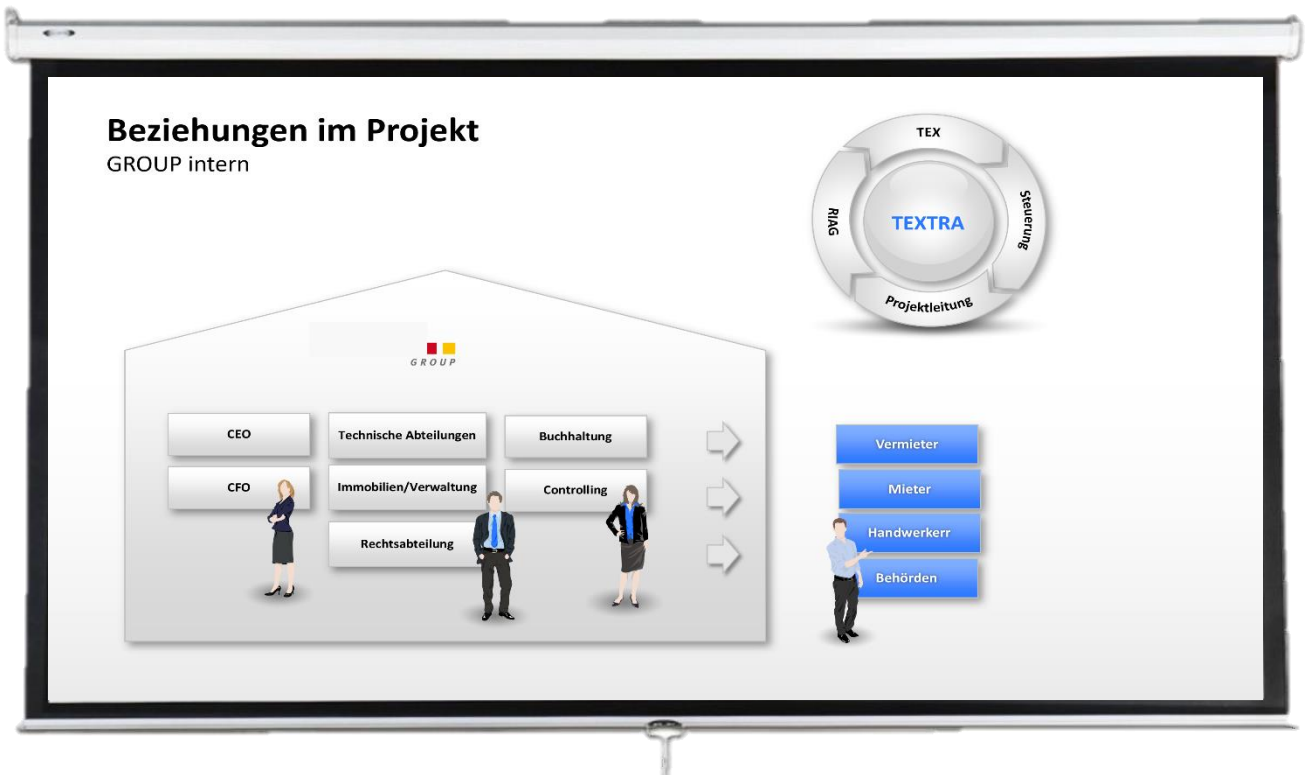 Beziehungen im Projekt
GROUP intern
TEX
Steuerung
Projektleitung
RIAG
TEXTRA
GROUP
CEO
Technische Abteilungen
Buchhaltung
CFO
Immobilien/Verwaltung
Controlling
Rechtsabteilung
Vermieter
Mieter
Handwerkerr
Behörden